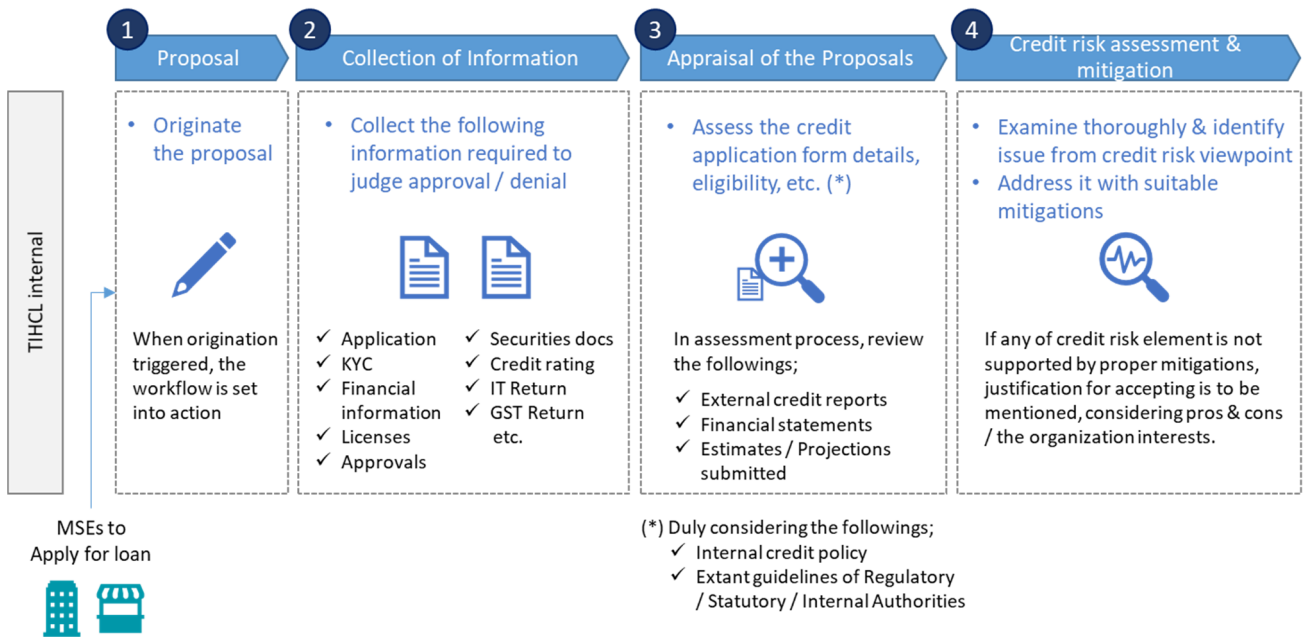 1
Proposal
2
Collection of Information
3
Appraisal of the Proposals
4
Credit risk assessment &
mitigation
TIHCL internal
• Originate
the proposal
When origination
triggered, the
workflow is set
into action
• Collect the following
information required to
judge approval / denial
✓ Application
✓ KYC
✓ Financial
information
✓ Licenses
✓ Approvals
✓ Securities docs
✓ Credit rating
✓ IT Return
✓ GST Return
etc.
• Assess the credit
application form details,
eligibility, etc. (*)
In assessment process, review
the followings;
✓ External credit reports
✓ Financial statements
✓ Estimates / Projections
submitted
• Examine thoroughly & identify
issue from credit risk viewpoint
• Address it with suitable
mitigations
If any of credit risk element is not
supported by proper mitigations,
justification for accepting is to be
mentioned, considering pros & cons
/ the organization interests.
MSEs to
Apply for loan
(*) Duly considering the followings;
✓ Internal credit policy
✓ Extant guidelines of Regulatory
/ Statutory / Internal Authorities